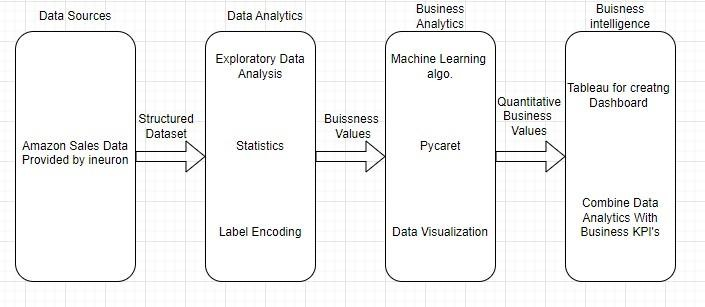 Data Sources
Data Analytics
Business
Analytics
Buisness
intelligence
Amazon Sales Data
Provided by ineuron
Structured
Dataset
Exploratory Data
Analysis
Statistics
Label Encoding
Buissness
Values
Machine Learning
algo.
Pycaret
Data Visualization
Quantitative
Business
Values
Tableau for creatng
Dashboard
Combine Data
Analytics With
Business KPI's